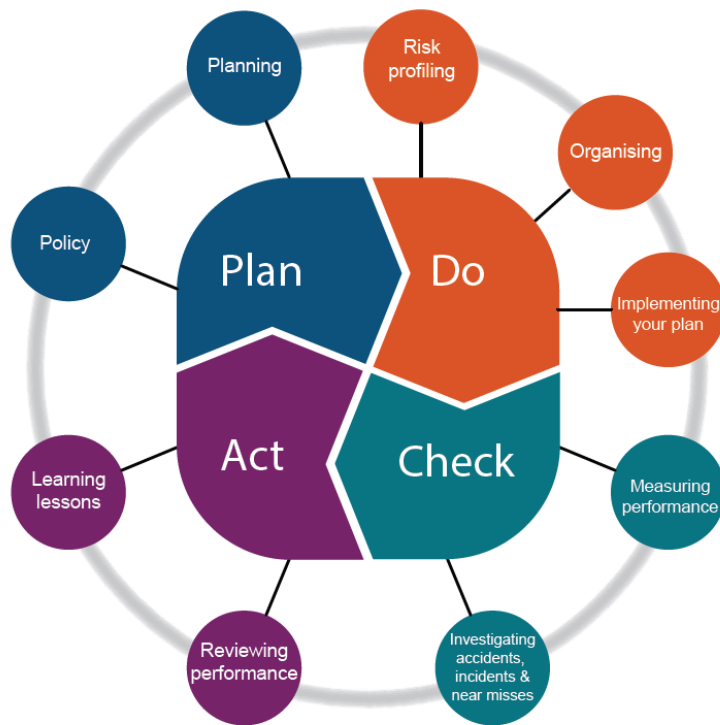 Planning
Risk
profiling
Organising
Policy
Plan
Do
Implementing
your plan
Act
Check
Learning
lessons
Measuring
performance
Reviewing
performance
Investigating
accidents,
incidents &
near misses